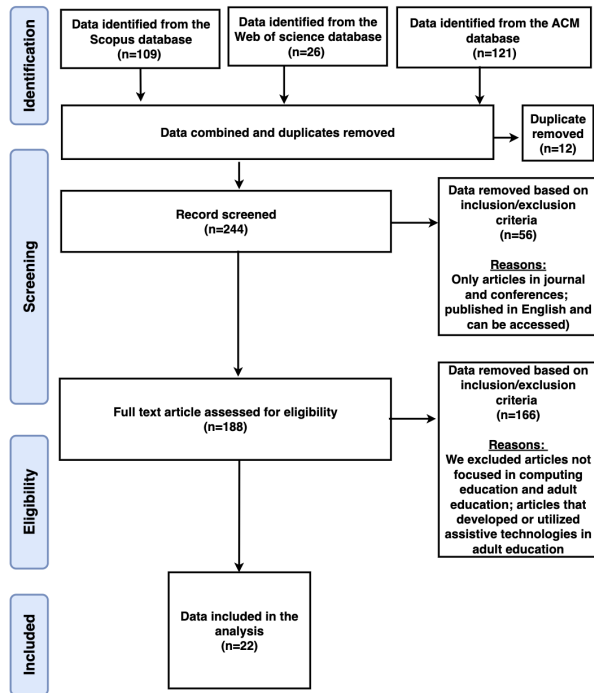 Identification
Data identified from the
Scopus database
(n=109)
Data identified from the
Web of science database
(n=26)
Data identified from the ACM
database
(n=121)
Data combined and duplicates removed
Duplicate
removed
(n=12)
Screening
Record screened
(n=244)
Data removed based on
inclusion/exclusion
criteria
(n=56)
Reasons:
Only articles in journal
and conferences;
published in English and
can be accessed)
Full text article assessed for eligibility
(n=188)
Data removed based on
inclusion/exclusion
criteria
(n=166)
Reasons:
We excluded articles not
focused in computing
education and adult
education; articles that
developed or utilized
assistive technologies in
adult education
Eligibility
Included
Data included in the
analysis
(n=22)